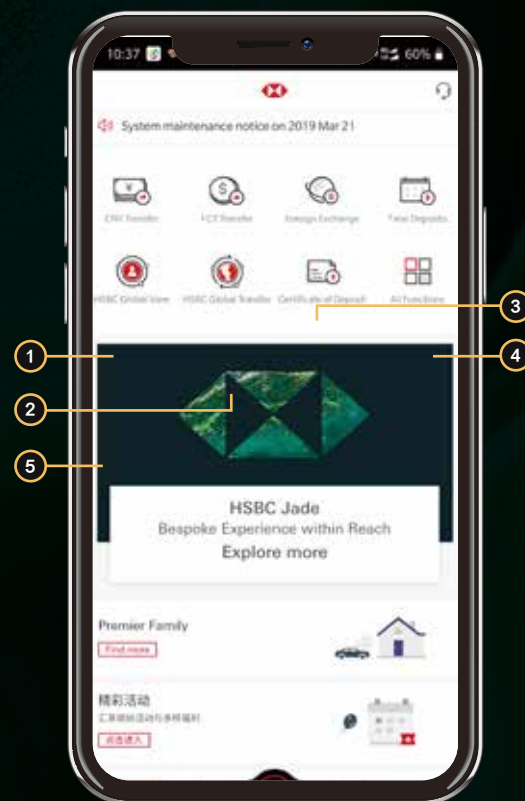 10:37
60%
System maintenance notice on 2019 Mar 21
CNY Transfer
FCY Transfer
Foreign Exchange
Time Deposits
HSBC Global View
HSBC Global Transfer
Certificate of Deposit
All Functions
3
1
4
2
5
HSBC Jade
Bespoke Experience within Reach
Explore more
Premier Family
Find more
精彩活动
点击进入